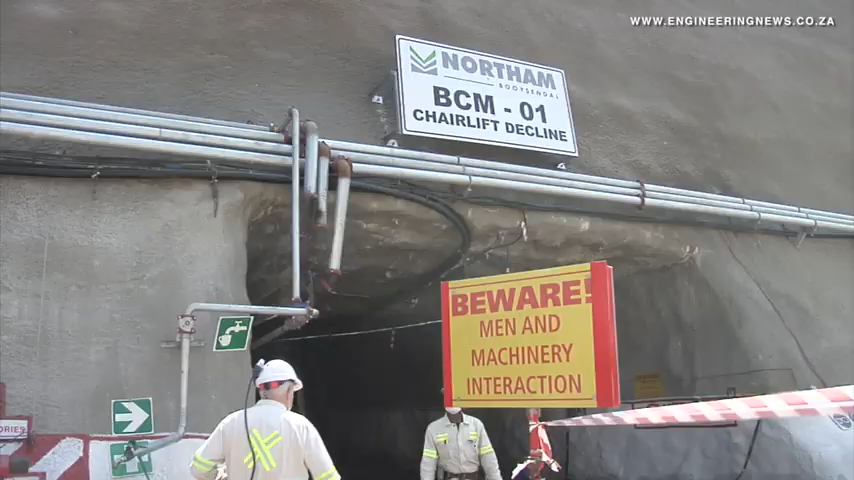 WWW.ENGINEERINGNEWS.CO.ZA
NORTHAM
BOOYSENDAL
BCM - 01
CHAIRLIFT DECLINE
BEWARE!
MEN AND
MACHINERY
INTERACTION